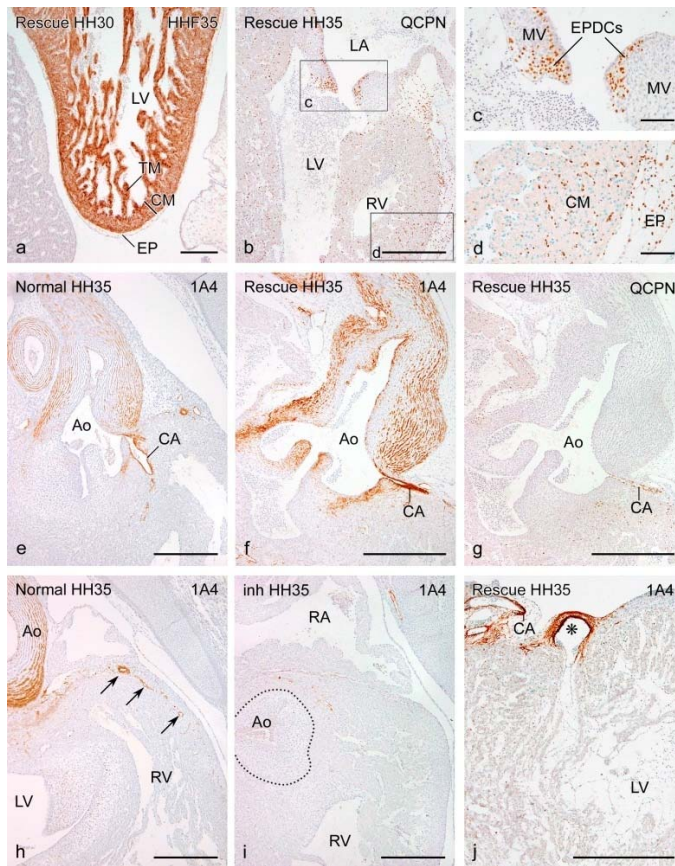 Rescue HH30 HHF35
LV
TM
CM
EP
a
Rescue HH35 QCPN
LA
c
LV
RV
d
b
MV EPDCs
MV
c
CM
EP
d
Normal HH35 1A4
Ao
CA
e
Rescue HH35 1A4
Ao
CA
f
Rescue HH35 QCPN
Ao
CA
g
Normal HH35 1A4
Ao
RV
LV
h
inh HH35 1A4
RA
Ao
RV
i
Rescue HH35 1A4
CA *
LV
j